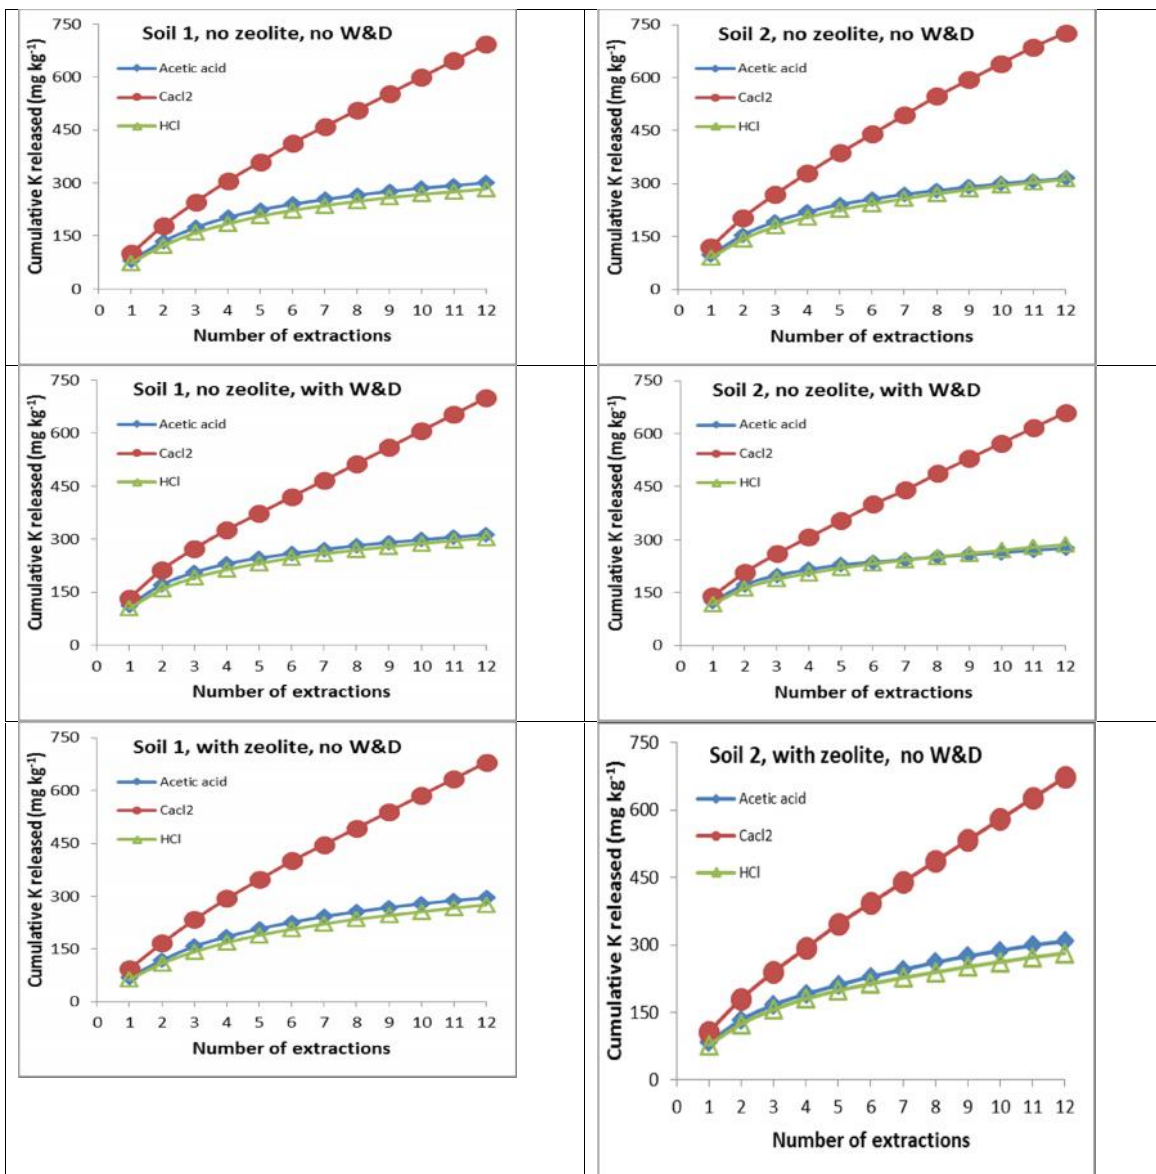 Soil 1, no zeolite, no W&D
Acetic acid
Cacl2
HCl
Cumulative K released (mg kg⁻¹)
750
600
450
300
150
0
0 1 2 3 4 5 6 7 8 9 10 11 12
Number of extractions
Soil 2, no zeolite, no W&D
Acetic acid
Cacl2
HCl
Cumulative K released (mg kg⁻¹)
750
600
450
300
150
0
0 1 2 3 4 5 6 7 8 9 10 11 12
Number of extractions
Soil 1, no zeolite, with W&D
Acetic acid
Cacl2
HCl
Cumulative K released (mg kg⁻¹)
750
600
450
300
150
0
0 1 2 3 4 5 6 7 8 9 10 11 12
Number of extractions
Soil 2, no zeolite, with W&D
Acetic acid
Cacl2
HCl
Cumulative K released (mg kg⁻¹)
750
600
450
300
150
0
0 1 2 3 4 5 6 7 8 9 10 11 12
Number of extractions
Soil 1, with zeolite, no W&D
Acetic acid
Cacl2
HCl
Cumulative K released (mg kg⁻¹)
750
600
450
300
150
0
0 1 2 3 4 5 6 7 8 9 10 11 12
Number of extractions
Soil 2, with zeolite, no W&D
Acetic acid
Cacl2
HCl
Cumulative K released (mg kg⁻¹)
750
600
450
300
150
0
0 1 2 3 4 5 6 7 8 9 10 11 12
Number of extractions